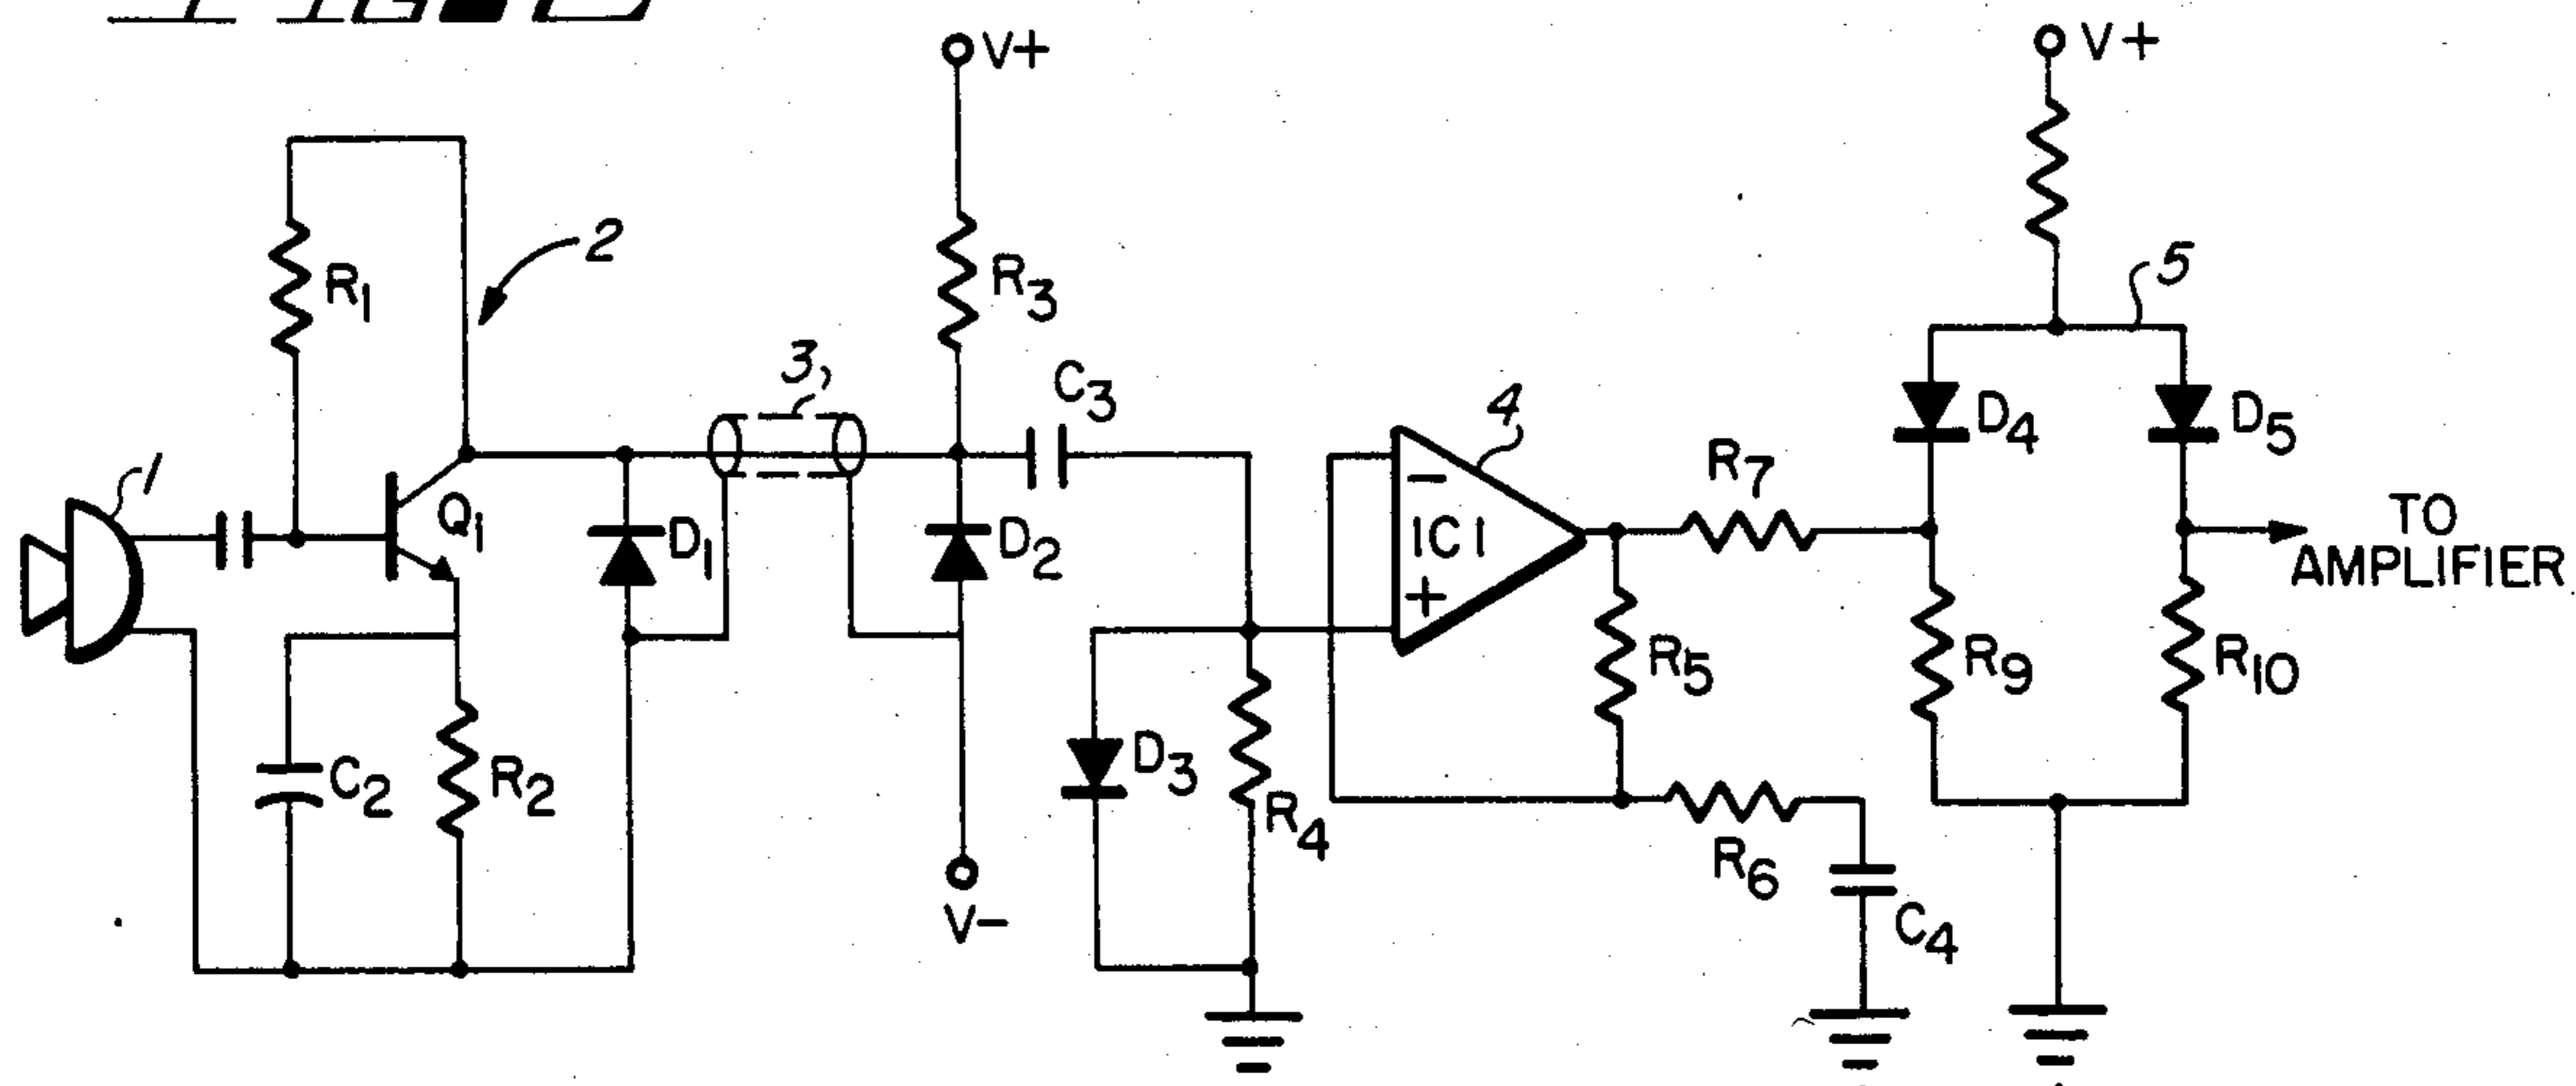 V+
V+
2
R1
R3
5
3,
C3
4
D4
D5
1
Q1
D1
D2
R7
−
IC1
+
TO
AMPLIFIER
R5
R9
R10
C2
R2
D3
R4
R6
V−
C4